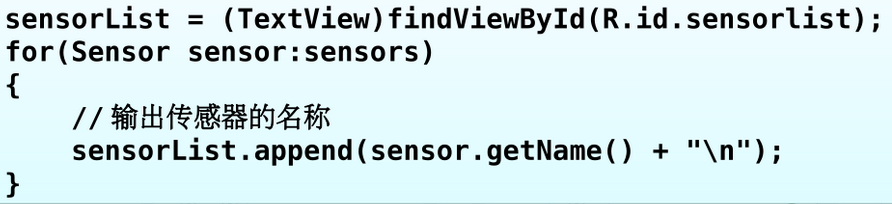 sensorList = (TextView)findViewById(R.id.sensorlist);
for(Sensor sensor:sensors)
{
    // 输出传感器的名称
    sensorList.append(sensor.getName() + "\n");
}